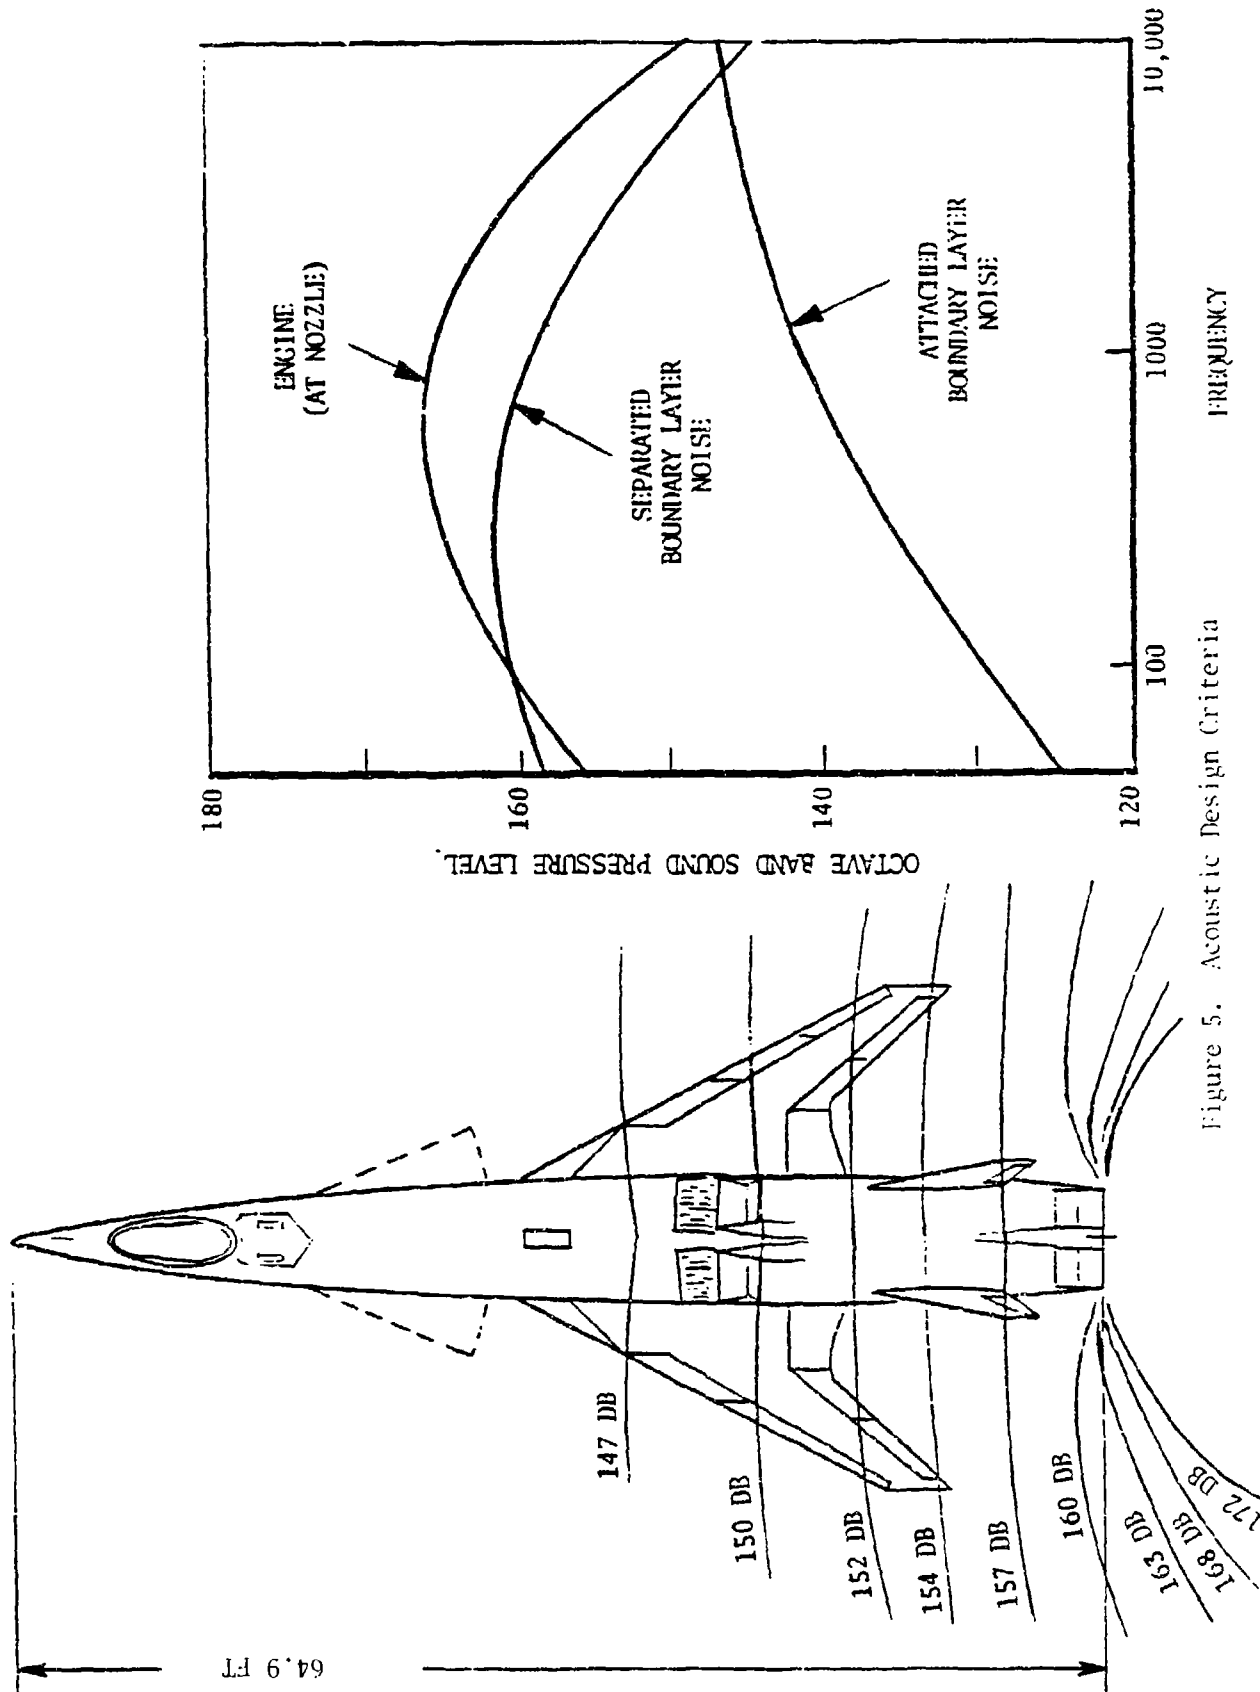 64.9 FT
147 DB
150 DB
152 DB
154 DB
157 DB
160 DB
163 DB
168 DB
172 DB
OCTAVE BAND SOUND PRESSURE LEVEL
180
160
140
120
100
1000
10,000
FREQUENCY
ENGINE
(AT NOZZLE)
SEPARATED
BOUNDARY LAYER
NOISE
ATTACHED
BOUNDARY LAYER
NOISE
Figure 5. Acoustic Design Criteria